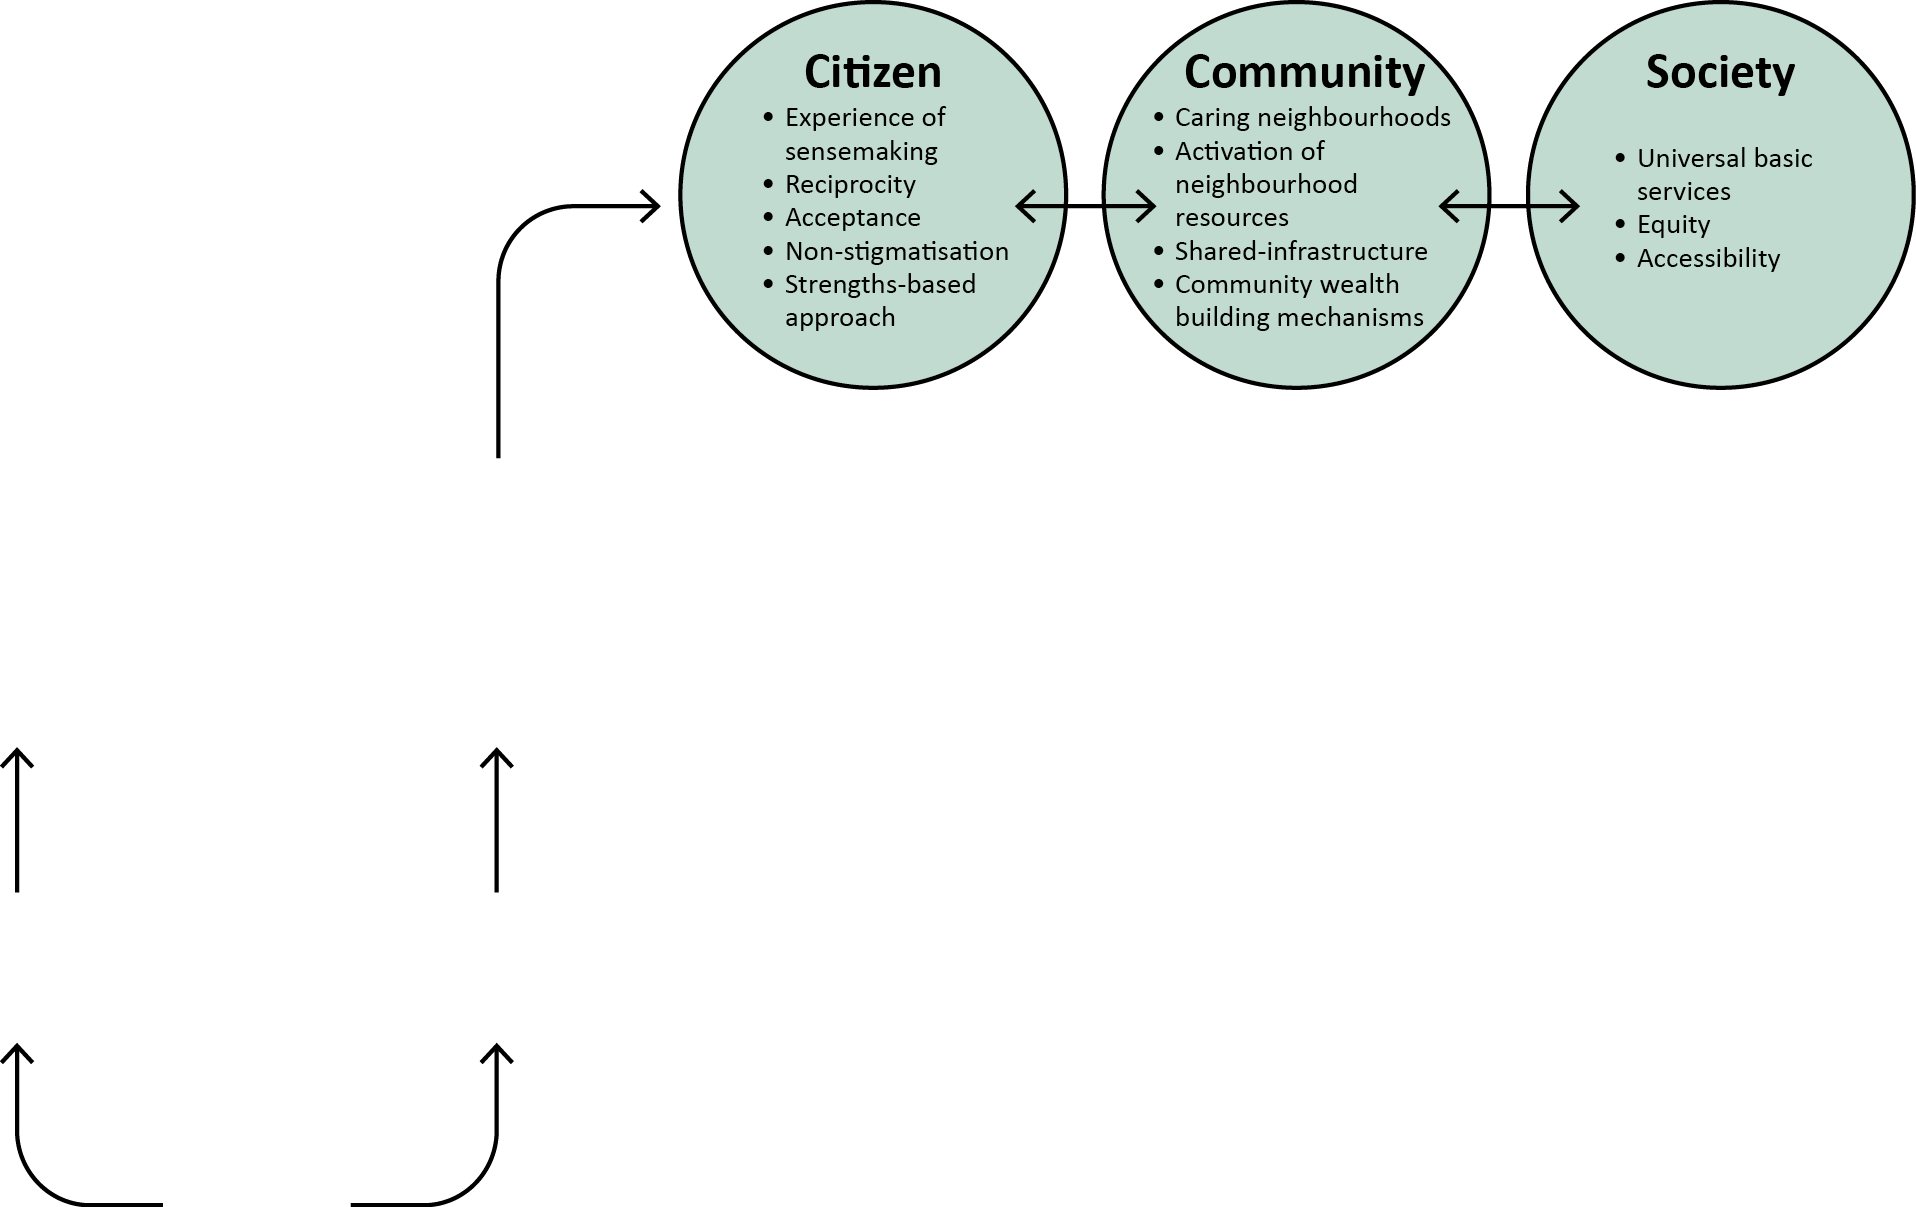 Citizen
• Experience of
sensemaking
• Reciprocity
• Acceptance
• Non-stigmatisation
• Strengths-based
approach
Community
• Caring neighbourhoods
• Activation of
neighbourhood
resources
• Shared-infrastructure
• Community wealth
building mechanisms
Society
• Universal basic
services
• Equity
• Accessibility